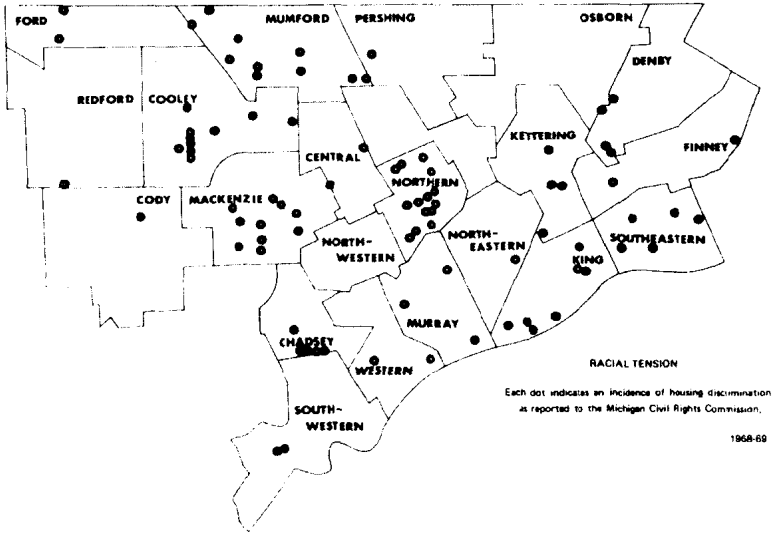 FORD
MUMFORD
PERSHING
OSBORN
DENBY
REDFORD
COOLEY
KETTERING
FINNEY
CENTRAL
NORTHERN
CODY
MACKENZIE
NORTH-
WESTERN
NORTH-
EASTERN
SOUTHEASTERN
KING
MURRAY
CHADSEY
WESTERN
SOUTH-
WESTERN
RACIAL TENSION
Each dot indicates an incidence of housing discrimination
as reported to the Michigan Civil Rights Commission,
1968-69